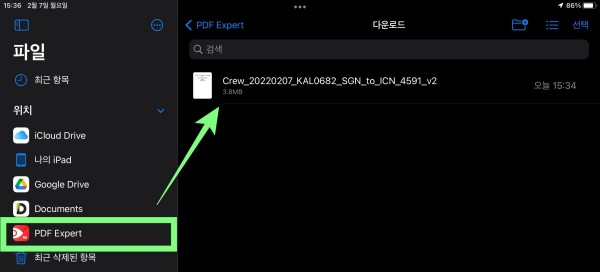 15:36 2월 7일 월요일
86%
파일
최근 항목
위치
iCloud Drive
나의 iPad
Google Drive
Documents
PDF Expert
최근 삭제된 항목
PDF Expert
다운로드
선택
검색
Crew_20220207_KAL0682_SGN_to_ICN_4591_v2
3.8MB
오늘 15:34